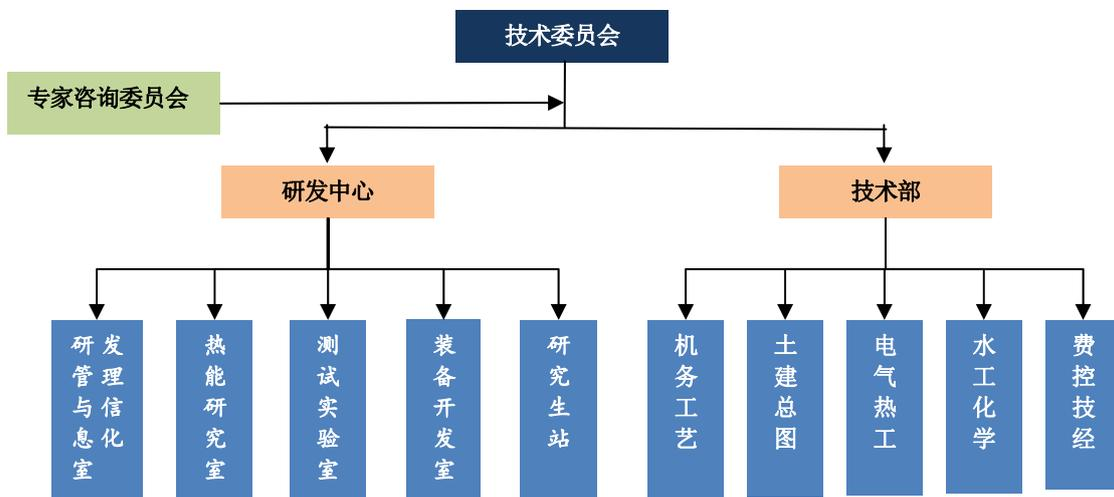 技术委员会
专家咨询委员会
研发中心
技术部
研发
管理
与信
息化
室
热
能
研
究
室
测
试
实
验
室
装
备
开
发
室
研
究
生
站
机
务
工
艺
土
建
总
图
电
气
热
工
水
工
化
学
费
控
技
经